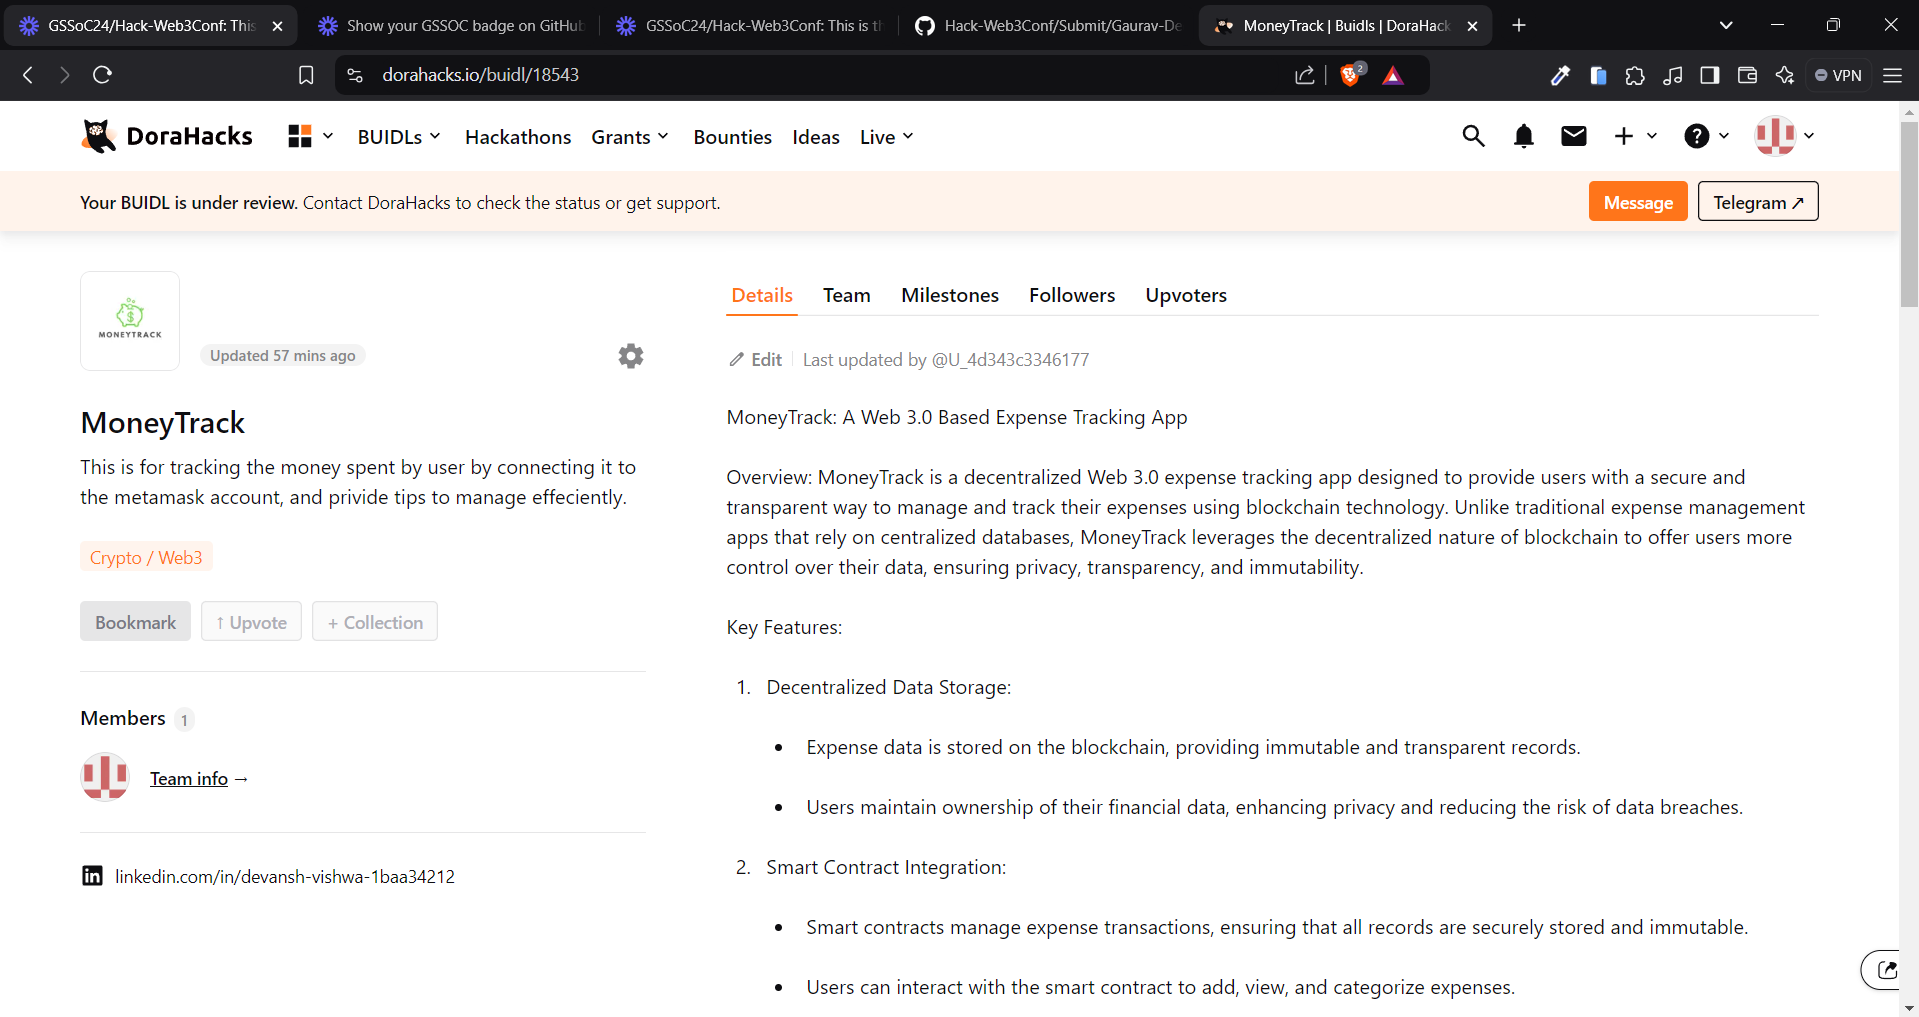 GSSoC24/Hack-Web3Conf: This
Show your GSSOC badge on GitHub
GSSoC24/Hack-Web3Conf: This is th
Hack-Web3Conf/Submit/Gaurav-De
MoneyTrack | Buidls | DoraHack
dorahacks.io/buidl/18543
2
VPN
DoraHacks
BUIDLs
Hackathons
Grants
Bounties
Ideas
Live
Your BUIDL is under review. Contact DoraHacks to check the status or get support.
Message
Telegram ↗
MONEYTRACK
Updated 57 mins ago
MoneyTrack
This is for tracking the money spent by user by connecting it to
the metamask account, and privide tips to manage effeciently.
Crypto / Web3
Bookmark
↑ Upvote
+ Collection
Members 1
Team info →
linkedin.com/in/devansh-vishwa-1baa34212
Details
Team
Milestones
Followers
Upvoters
Edit
Last updated by @U_4d343c3346177
MoneyTrack: A Web 3.0 Based Expense Tracking App
Overview: MoneyTrack is a decentralized Web 3.0 expense tracking app designed to provide users with a secure and
transparent way to manage and track their expenses using blockchain technology. Unlike traditional expense management
apps that rely on centralized databases, MoneyTrack leverages the decentralized nature of blockchain to offer users more
control over their data, ensuring privacy, transparency, and immutability.
Key Features:
1. Decentralized Data Storage:
• Expense data is stored on the blockchain, providing immutable and transparent records.
• Users maintain ownership of their financial data, enhancing privacy and reducing the risk of data breaches.
2. Smart Contract Integration:
• Smart contracts manage expense transactions, ensuring that all records are securely stored and immutable.
• Users can interact with the smart contract to add, view, and categorize expenses.